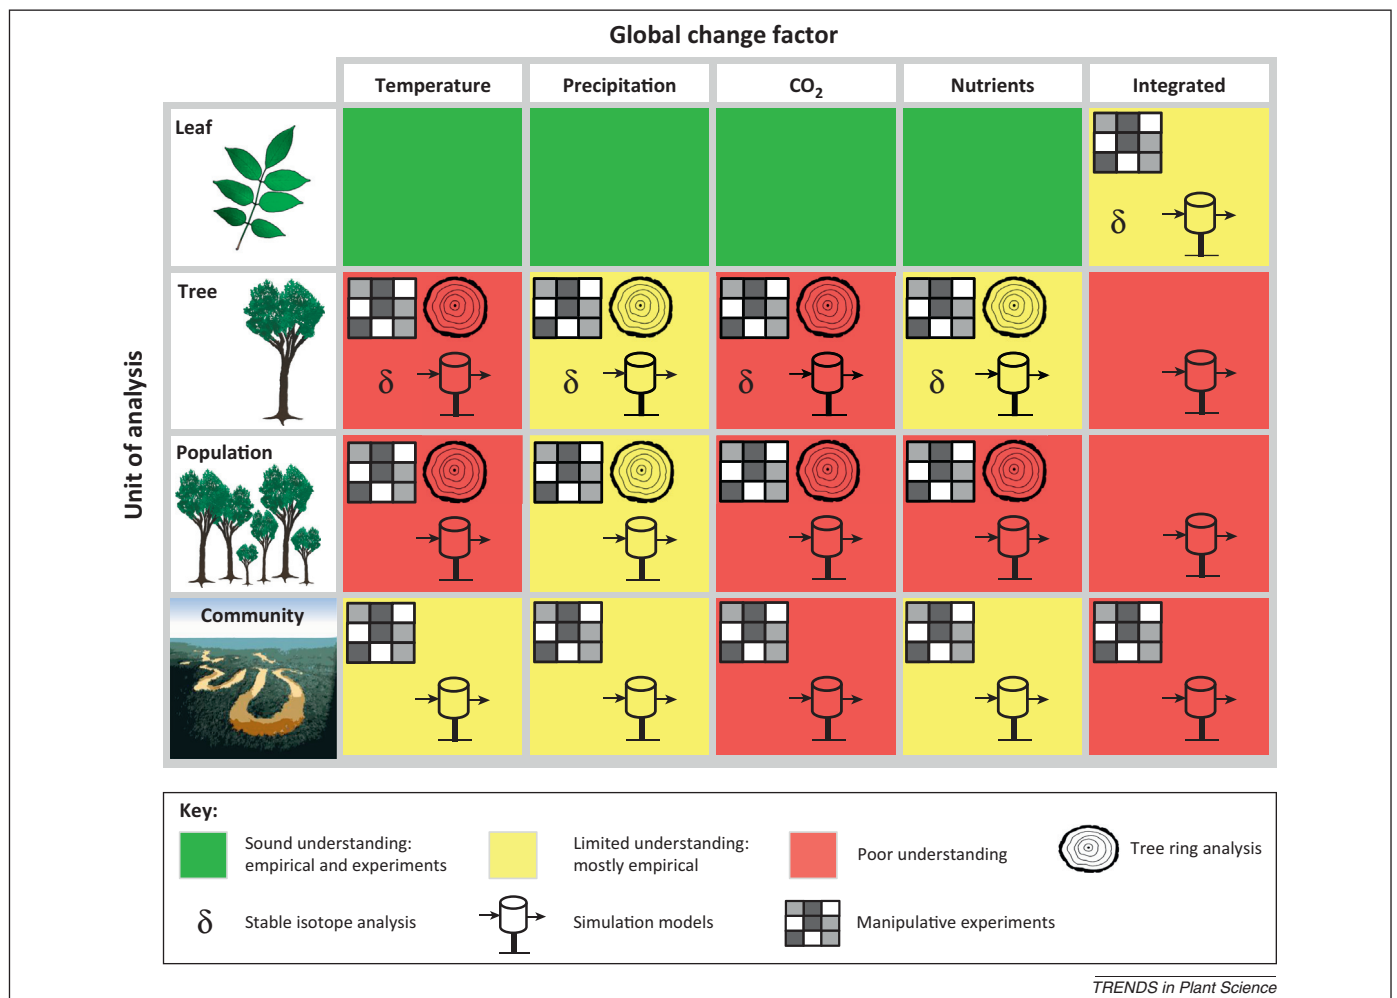 Global change factor
Temperature
Precipitation
CO₂
Nutrients
Integrated
Unit of analysis
Leaf
δ
Tree
δ
δ
δ
δ
Population
Community
Key:
Sound understanding:
empirical and experiments
Limited understanding:
mostly empirical
Poor understanding
Tree ring analysis
δ
Stable isotope analysis
Simulation models
Manipulative experiments
TRENDS in Plant Science